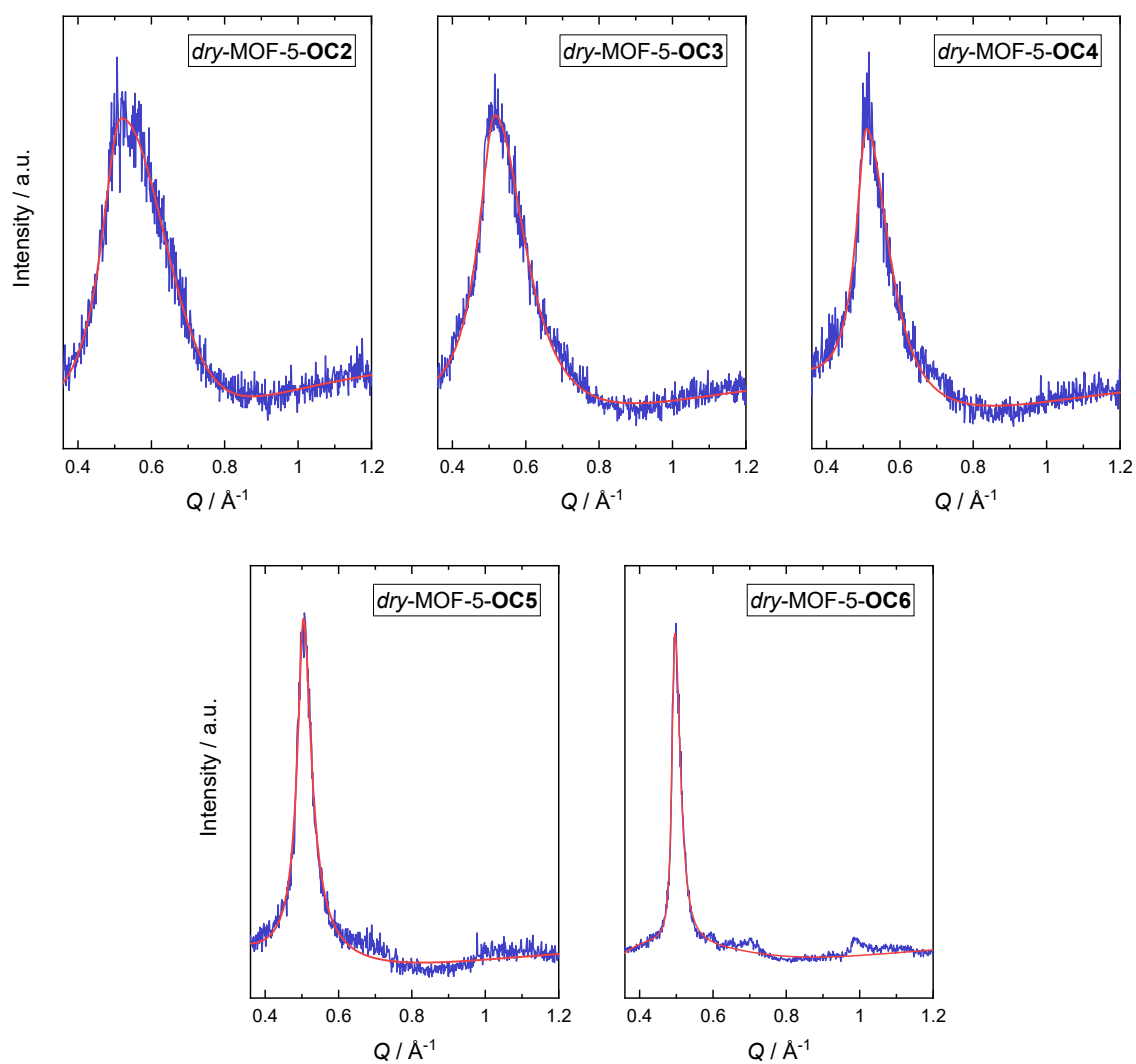 dry-MOF-5-OC2
dry-MOF-5-OC3
dry-MOF-5-OC4
Intensity / a.u.
0.4 0.6 0.8 1 1.2
0.4 0.6 0.8 1 1.2
0.4 0.6 0.8 1 1.2
Q / Å⁻¹
Q / Å⁻¹
Q / Å⁻¹
dry-MOF-5-OC5
dry-MOF-5-OC6
Intensity / a.u.
0.4 0.6 0.8 1 1.2
0.4 0.6 0.8 1 1.2
Q / Å⁻¹
Q / Å⁻¹